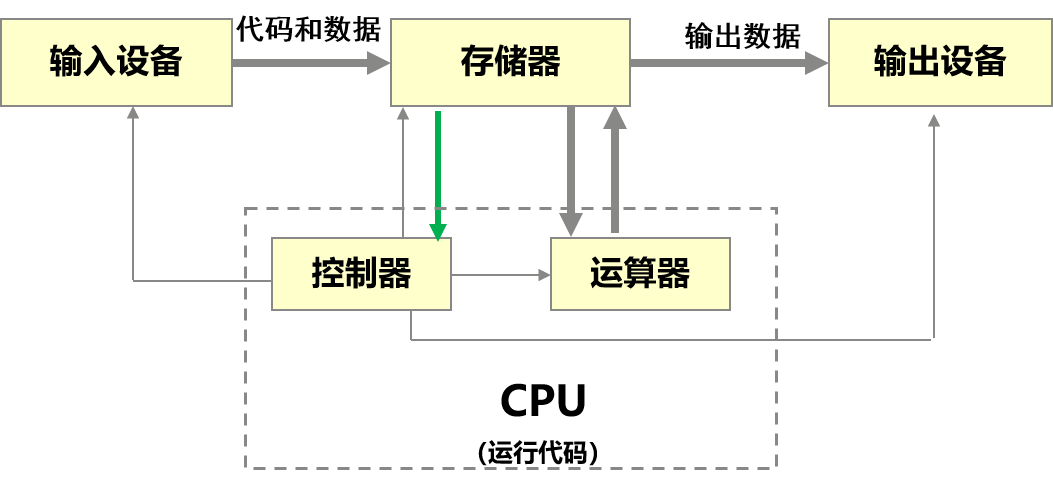 代码和数据
输出数据
输入设备
存储器
输出设备
控制器
运算器
CPU
(运行代码)